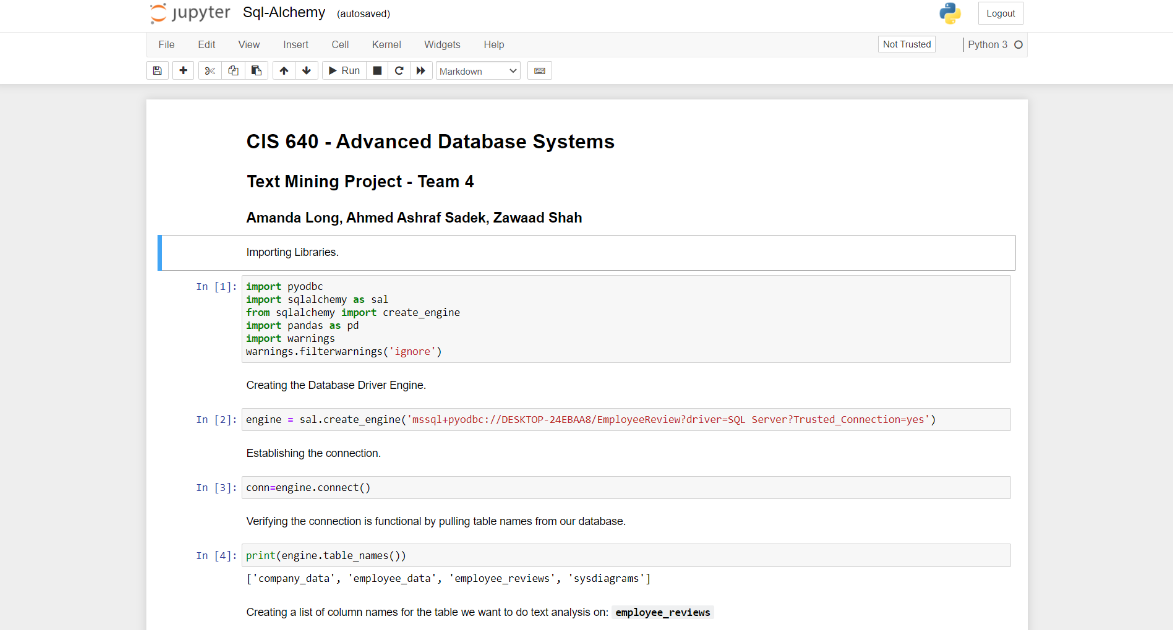 jupyter Sql-Alchemy (autosaved) Logout
File Edit View Insert Cell Kernel Widgets Help Not Trusted Python 3
Run Markdown
CIS 640 - Advanced Database Systems
Text Mining Project - Team 4
Amanda Long, Ahmed Ashraf Sadek, Zawaad Shah
Importing Libraries.
In [1]: import pyodbc
import sqlalchemy as sal
from sqlalchemy import create_engine
import pandas as pd
import warnings
warnings.filterwarnings('ignore')
Creating the Database Driver Engine.
In [2]: engine = sal.create_engine('mssql+pyodbc://DESKTOP-24EBAA8/EmployeeReview?driver=SQL Server?Trusted_Connection=yes')
Establishing the connection.
In [3]: conn=engine.connect()
Verifying the connection is functional by pulling table names from our database.
In [4]: print(engine.table_names())
['company_data', 'employee_data', 'employee_reviews', 'sysdiagrams']
Creating a list of column names for the table we want to do text analysis on: employee_reviews